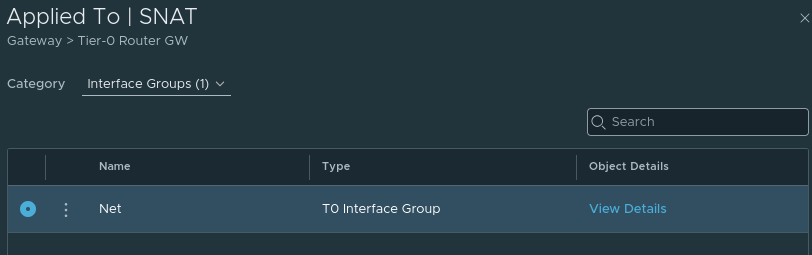 Applied To | SNAT
Gateway > Tier-0 Router GW
Category Interface Groups (1)
Search
Name Type Object Details
Net T0 Interface Group View Details